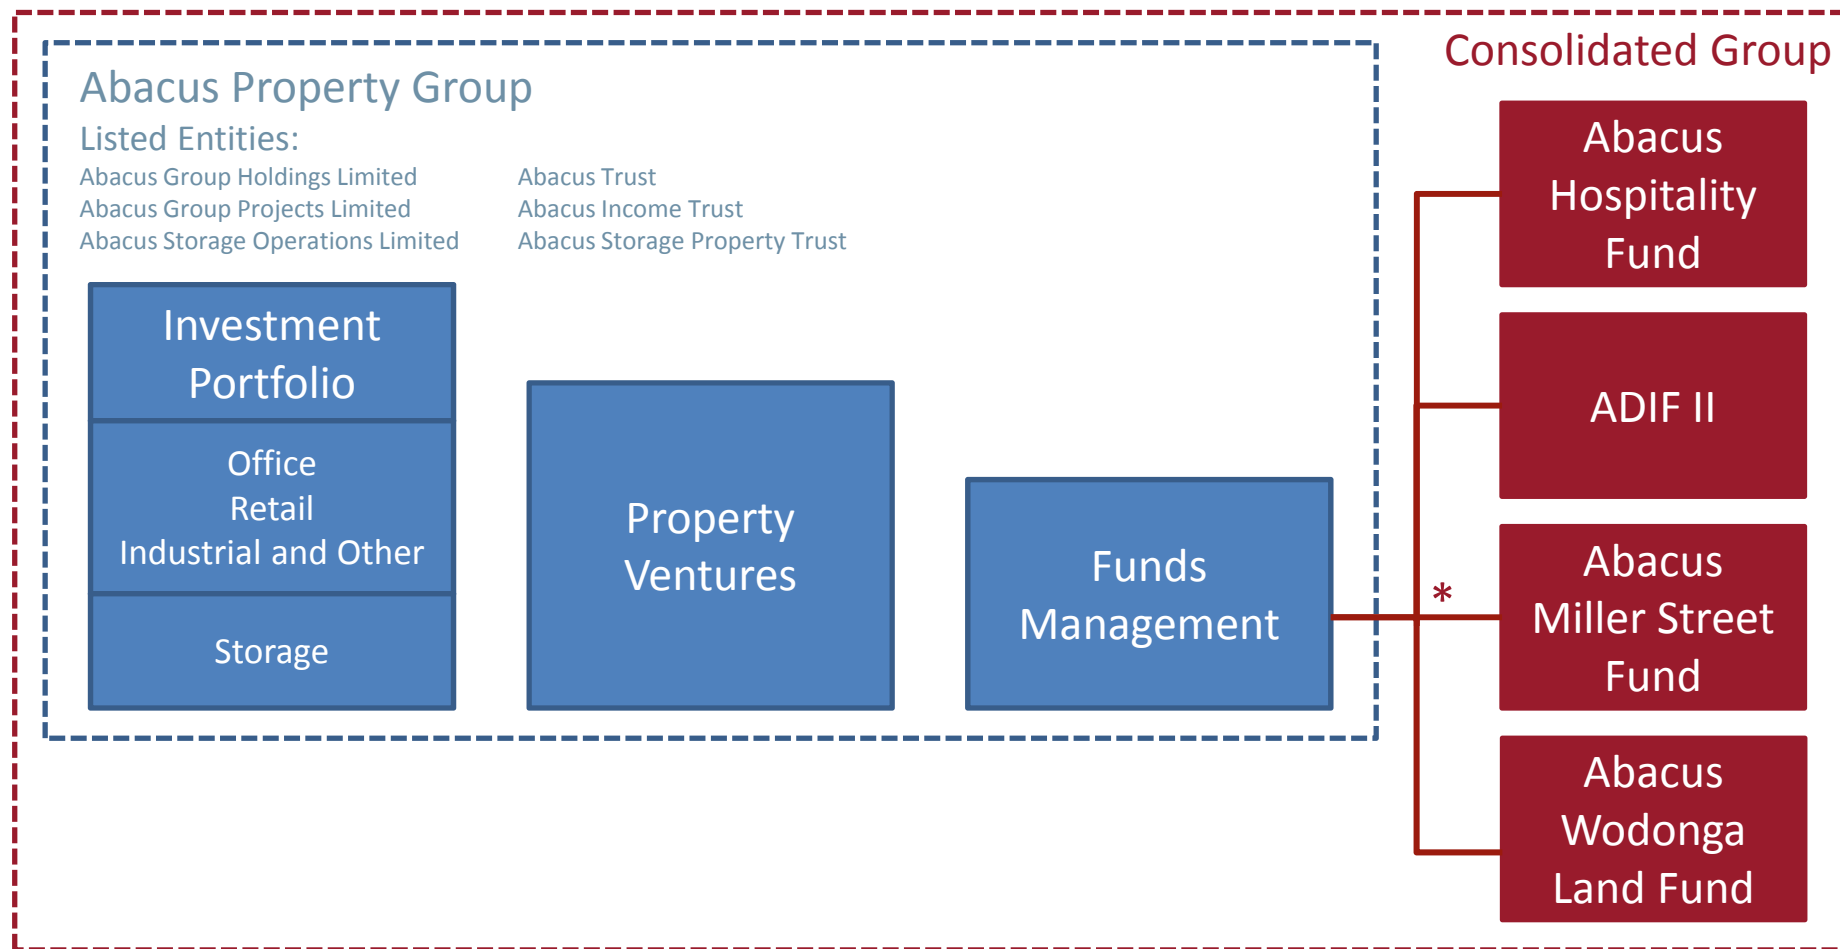 Consolidated Group
Abacus Property Group
Listed Entities:
Abacus Group Holdings Limited
Abacus Group Projects Limited
Abacus Storage Operations Limited
Abacus Trust
Abacus Income Trust
Abacus Storage Property Trust
Investment
Portfolio
Office
Retail
Industrial and Other
Storage
Property
Ventures
Funds
Management
*
Abacus
Hospitality
Fund
ADIF II
Abacus
Miller Street
Fund
Abacus
Wodonga
Land Fund